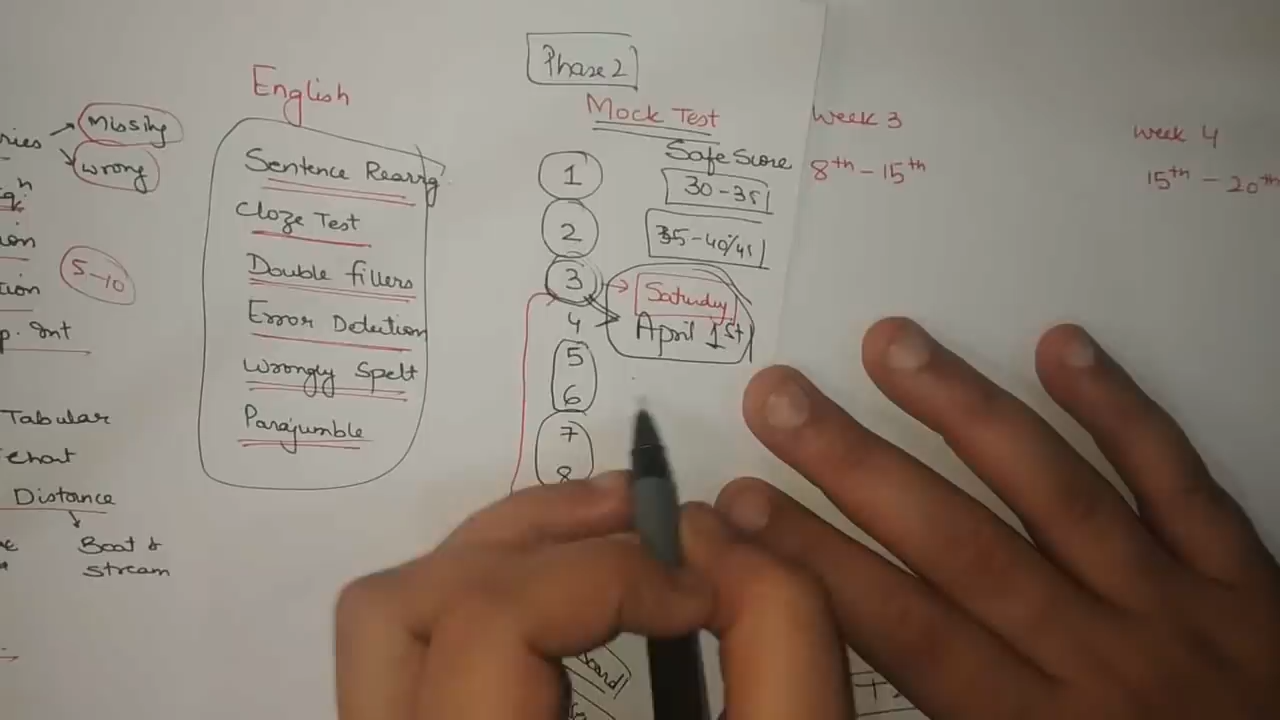 Phase 2
English
Missing
wrong
5-10
Sentence Rearrg
Cloze Test
Double fillers
Error Detection
Wrongly Spelt
Parajumble
Tabular
Distance
Boat &
stream
Mock Test
Safe Score
1
30-35
2
35-40/45
3
Saturday
4
April 1st
5
6
7
8
Week 3
8th - 15th
Week 4
15th - 20th